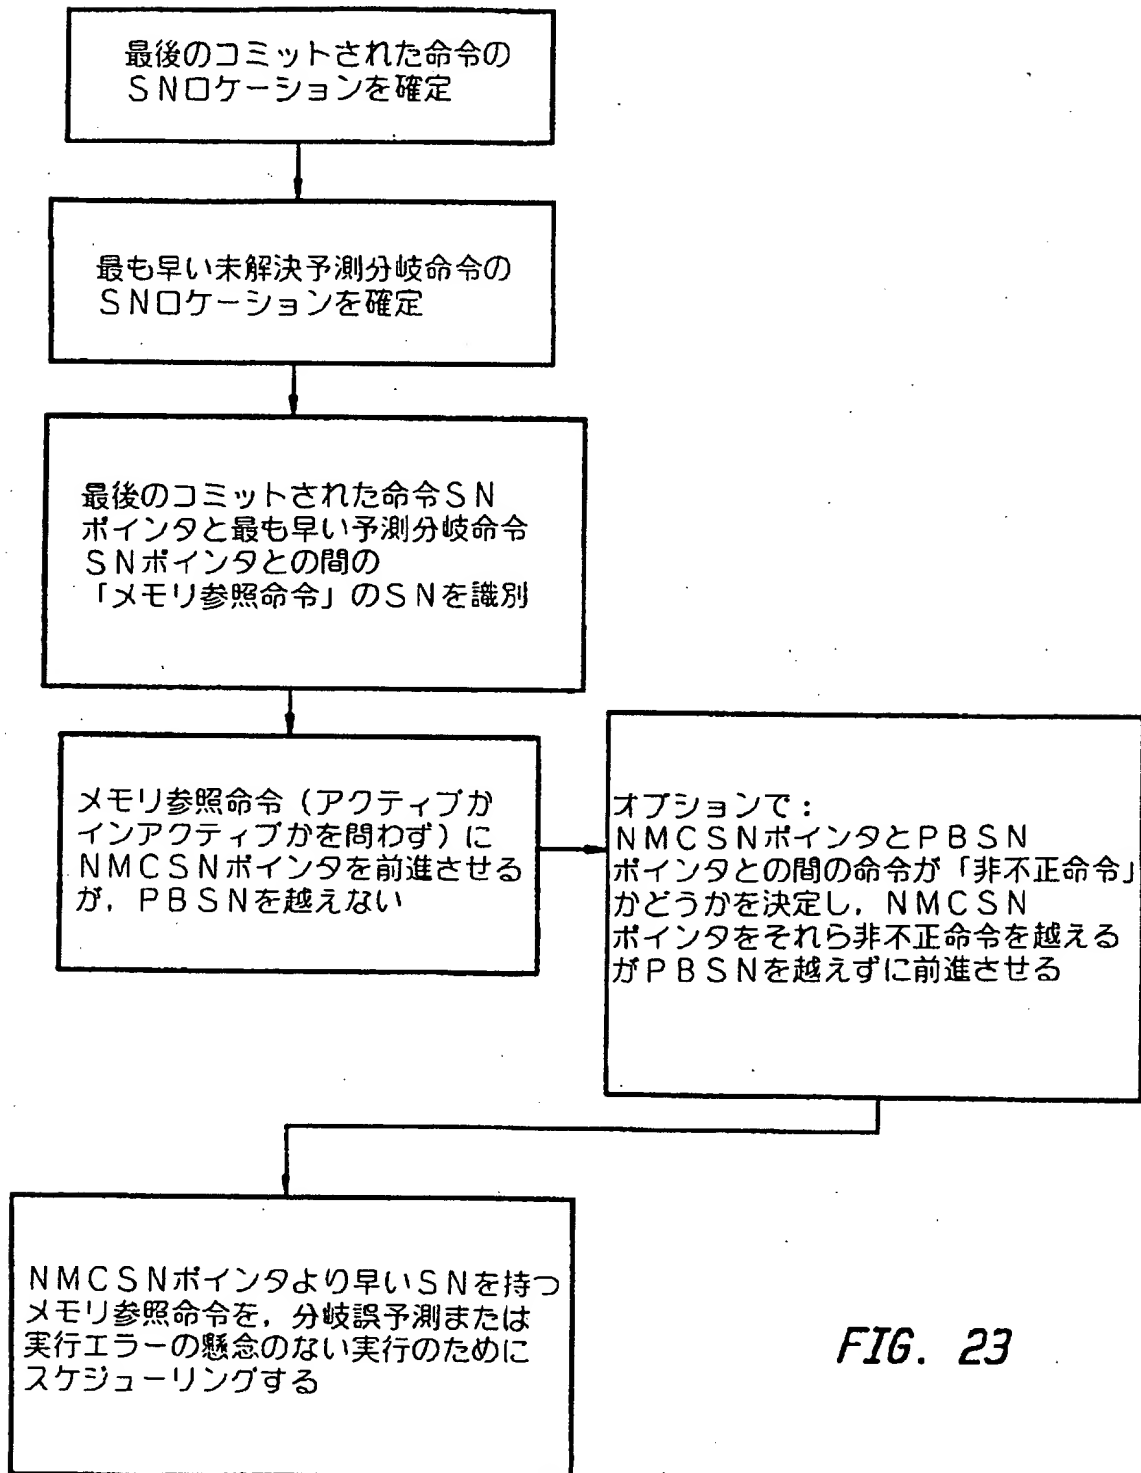 最後のコミットされた命令の
SNロケーションを確定
最も早い未解決予測分岐命令の
SNロケーションを確定
最後のコミットされた命令SN
ポインタと最も早い予測分岐命令
SNポインタとの間の
「メモリ参照命令」のSNを識別
メモリ参照命令（アクティブか
インアクティブかを問わず）に
NMCSNポインタを前進させる
が，PBSNを越えない
オプションで：
NMCSNポインタとPBSN
ポインタとの間の命令が「非不正命令」
かどうかを決定し，NMCSN
ポインタをそれら非不正命令を越える
がPBSNを越えずに前進させる
NMCSNポインタより早いSNを持つ
メモリ参照命令を，分岐誤予測または
実行エラーの懸念のない実行のために
スケジューリングする
FIG. 23